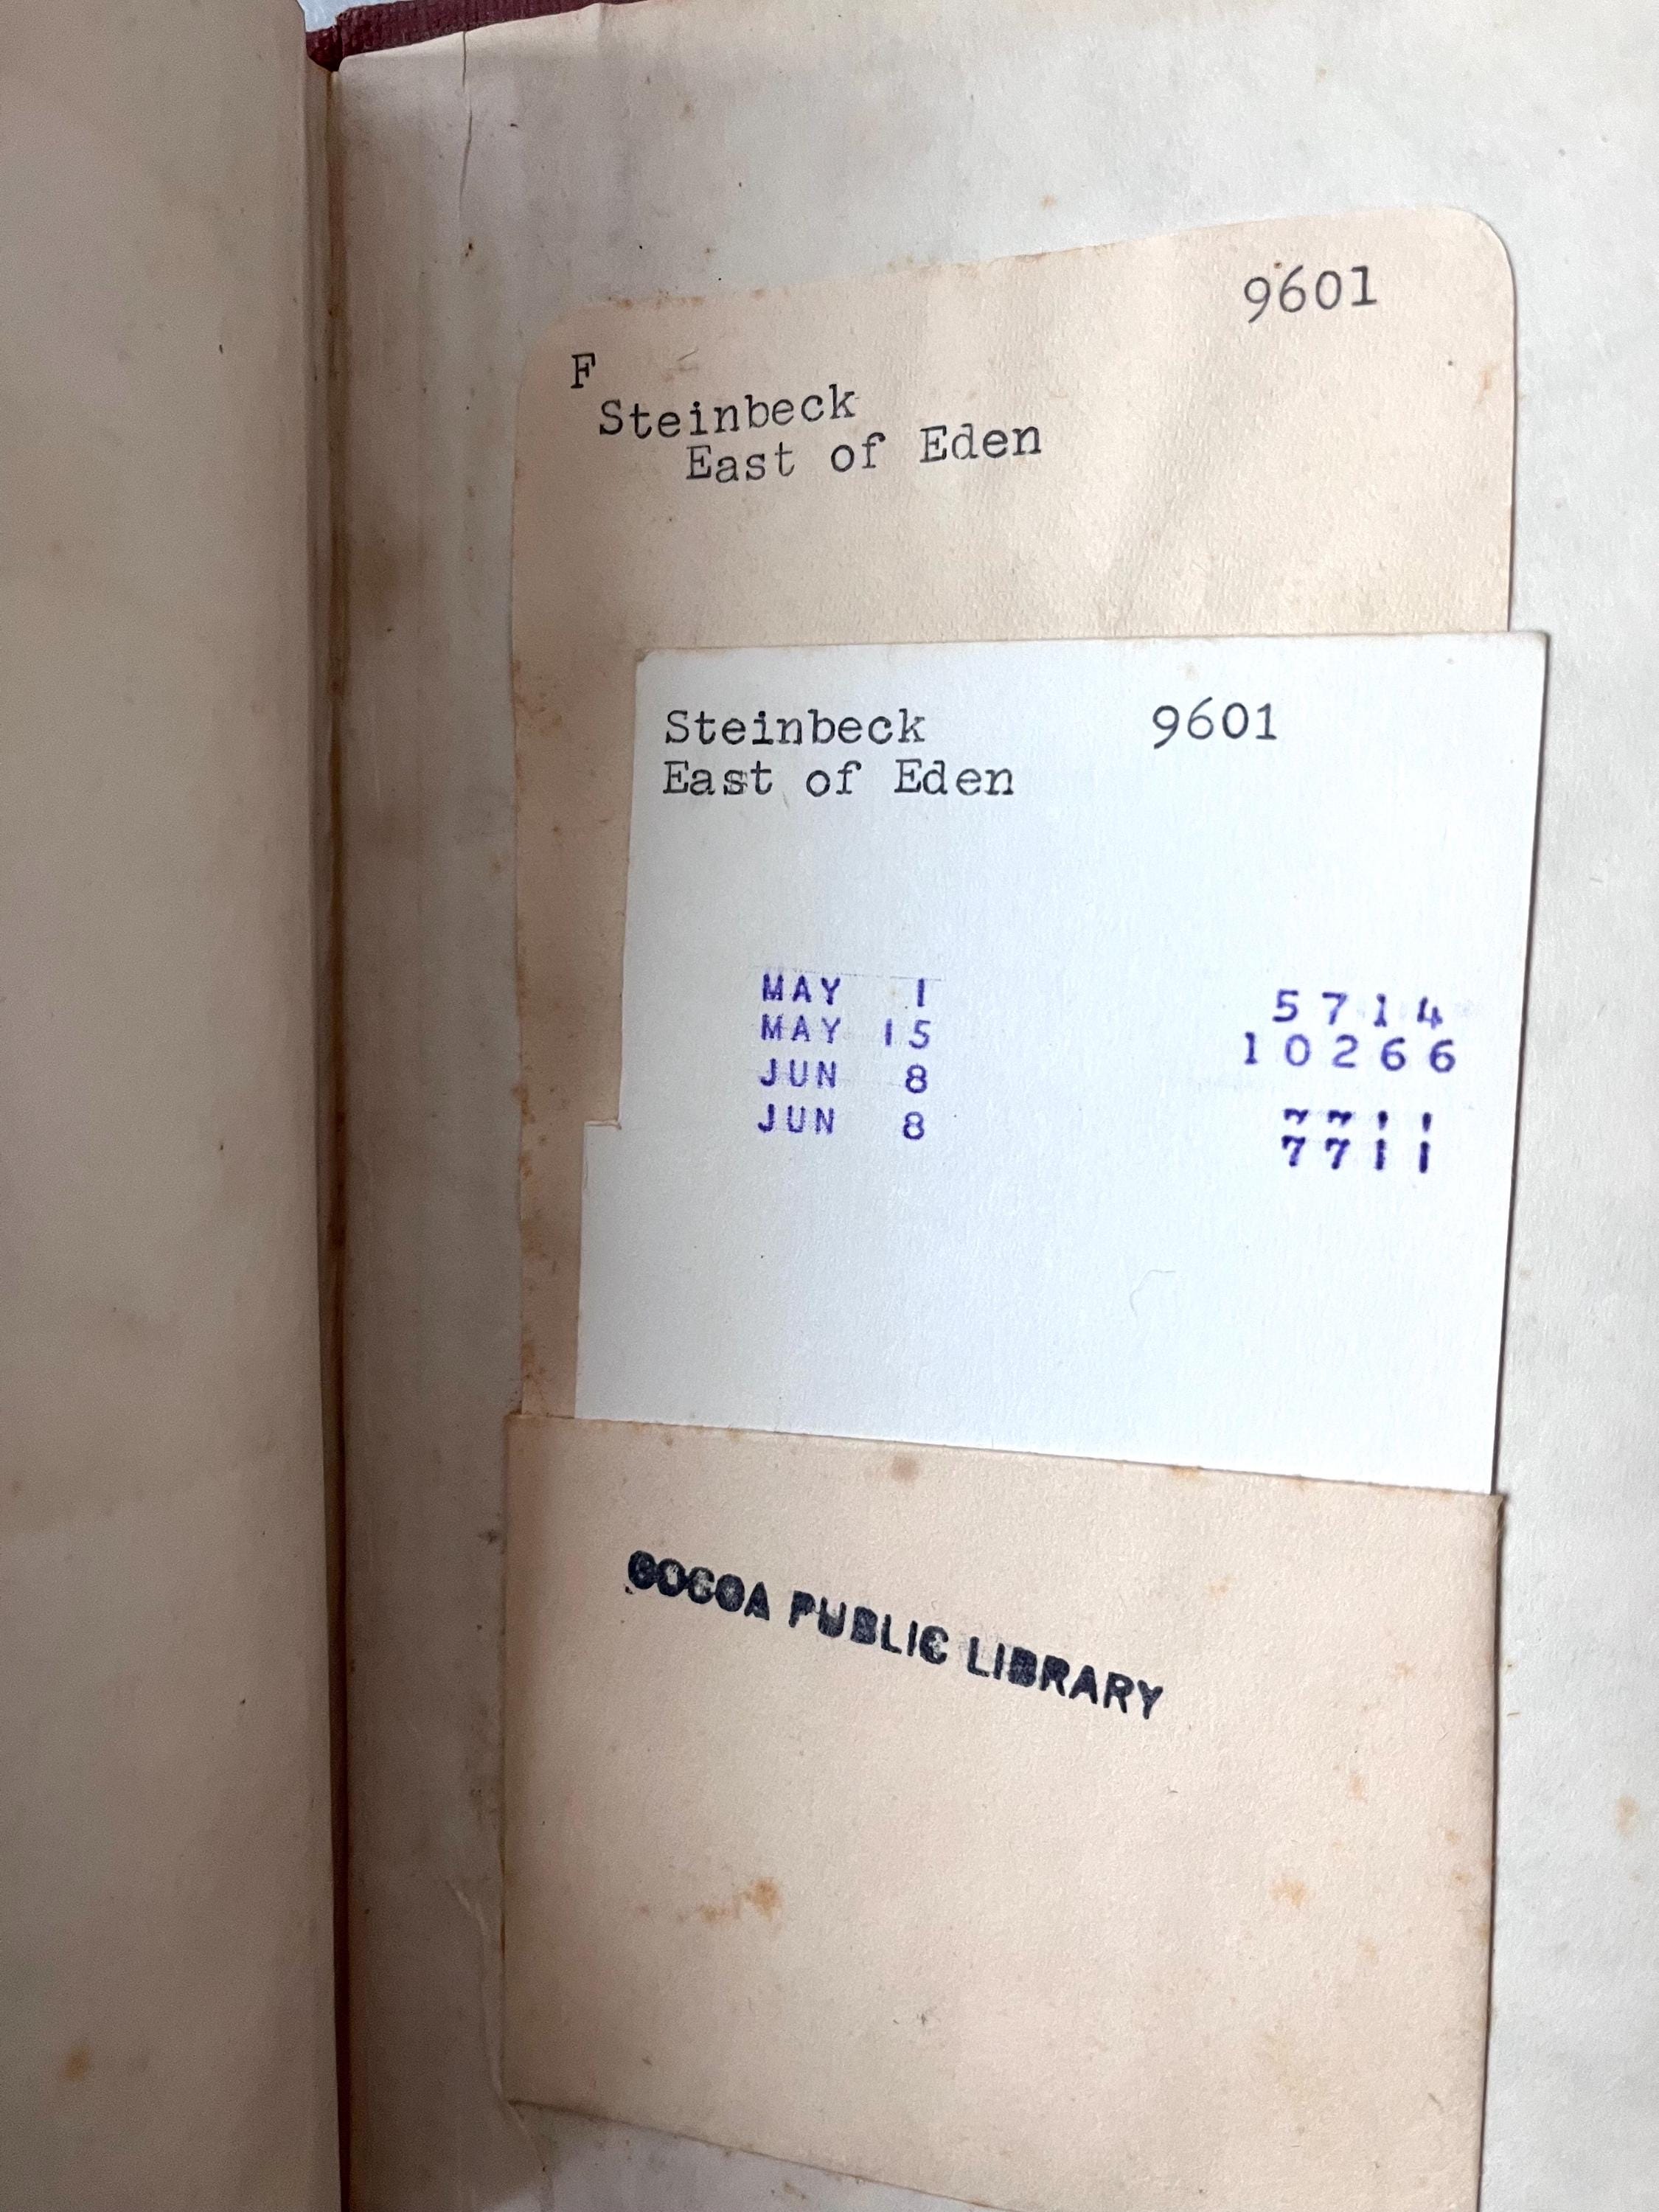 9601
F
Steinbeck
East of Eden
Steinbeck 9601
East of Eden
MAY 1 5714
MAY 15 10266
JUN 8 7711
JUN 8 7711
COCOA PUBLIC LIBRARY